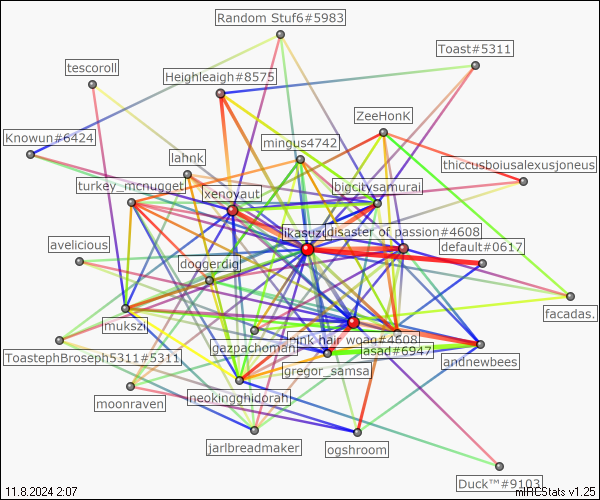 Random Stuf6#5983
Toast#5311
tescoroll
Heighleaigh#8575
ZeeHonK
Knowun#6424
mingus4742
lahnk
thiccusboiusalexusjoneus
turkey_mcnugget
xenoyaut
bigcitysamurai
disaster of passion#4608
avelicious
default#0617
doggerdig
facadas.
mukszi
pink hair woag#4608
gazpachoman
asad#6947
ToastephBroseph5311#5311
andnewbees
gregor_samsa
neokingghidorah
moonraven
jarlbreadmaker
ogshroom
Duck™#9103
11.8.2024 2:07
mIRCStats v1.25